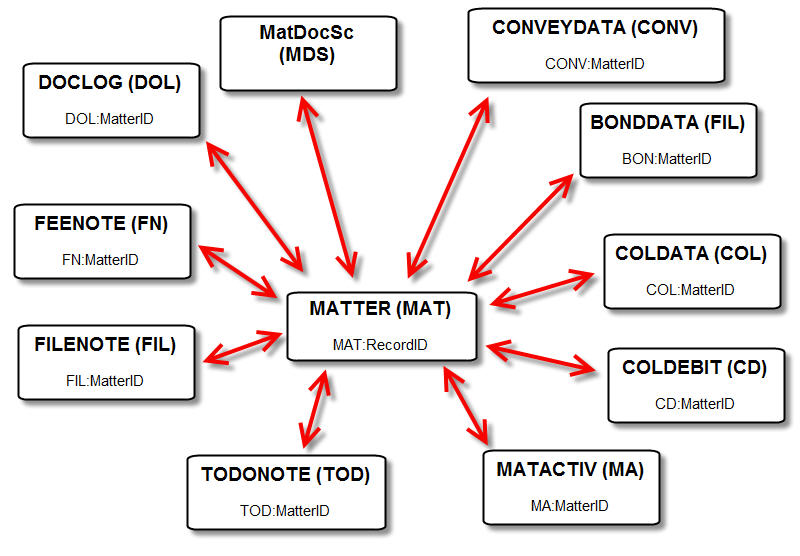 MatDocSc
(MDS)
CONVEYDATA (CONV)
CONV:MatterID
DOCLOG (DOL)
DOL:MatterID
BONDDATA (FIL)
BON:MatterID
FEENOTE (FN)
FN:MatterID
COLDATA (COL)
COL:MatterID
MATTER (MAT)
MAT:RecordID
FILENOTE (FIL)
FIL:MatterID
COLDEBIT (CD)
CD:MatterID
TODONOTE (TOD)
TOD:MatterID
MATACTIV (MA)
MA:MatterID